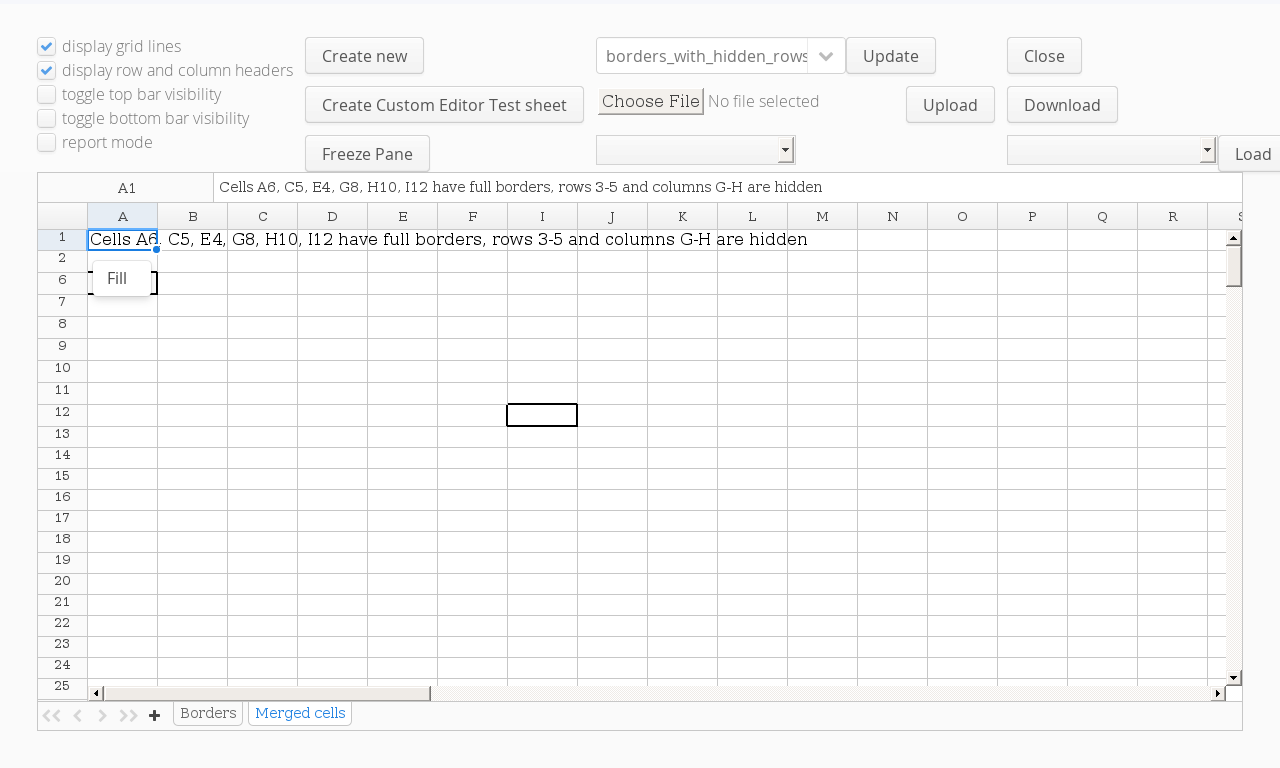 display grid lines
display row and column headers
toggle top bar visibility
toggle bottom bar visibility
report mode
Create new
Create Custom Editor Test sheet
Freeze Pane
borders_with_hidden_rows
Update
Close
Choose File No file selected
Upload
Download
Load
A1
Cells A6, C5, E4, G8, H10, I12 have full borders, rows 3-5 and columns G-H are hidden
A B C D E F I J K L M N O P Q R
1 Cells A6, C5, E4, G8, H10, I12 have full borders, rows 3-5 and columns G-H are hidden
2
Fill
6
7
8
9
10
11
12
13
14
15
16
17
18
19
20
21
22
23
24
25
Borders
Merged cells